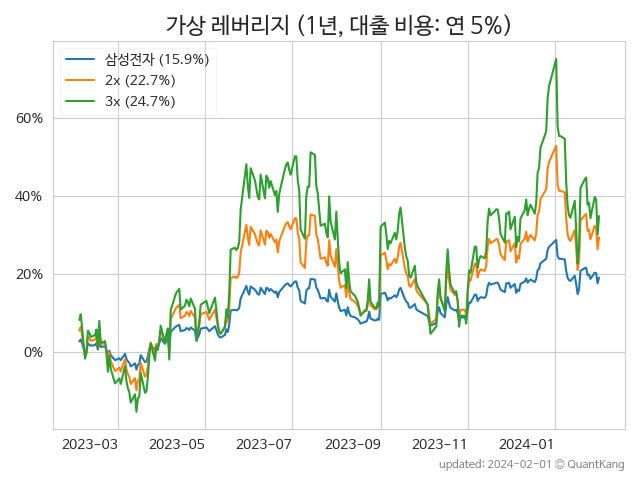 가상 레버리지 (1년, 대출 비용: 연 5%)
삼성전자 (15.9%)
2x (22.7%)
3x (24.7%)
60%
40%
20%
0%
2023-03 2023-05 2023-07 2023-09 2023-11 2024-01
updated: 2024-02-01 © QuantKang